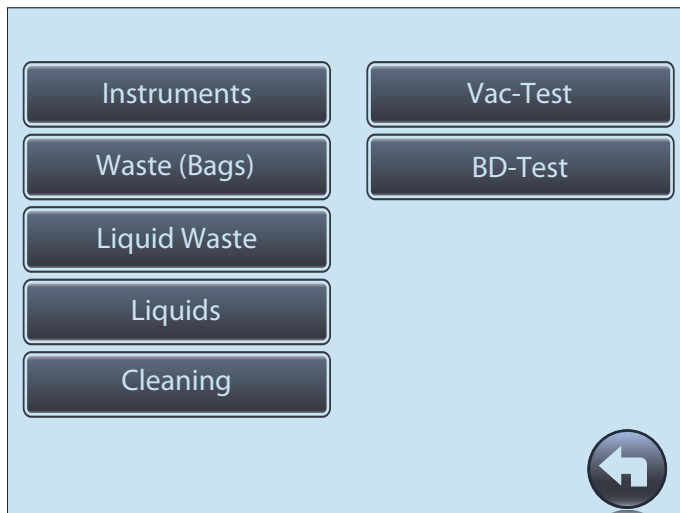 Instruments
Waste (Bags)
Liquid Waste
Liquids
Cleaning
Vac-Test
BD-Test